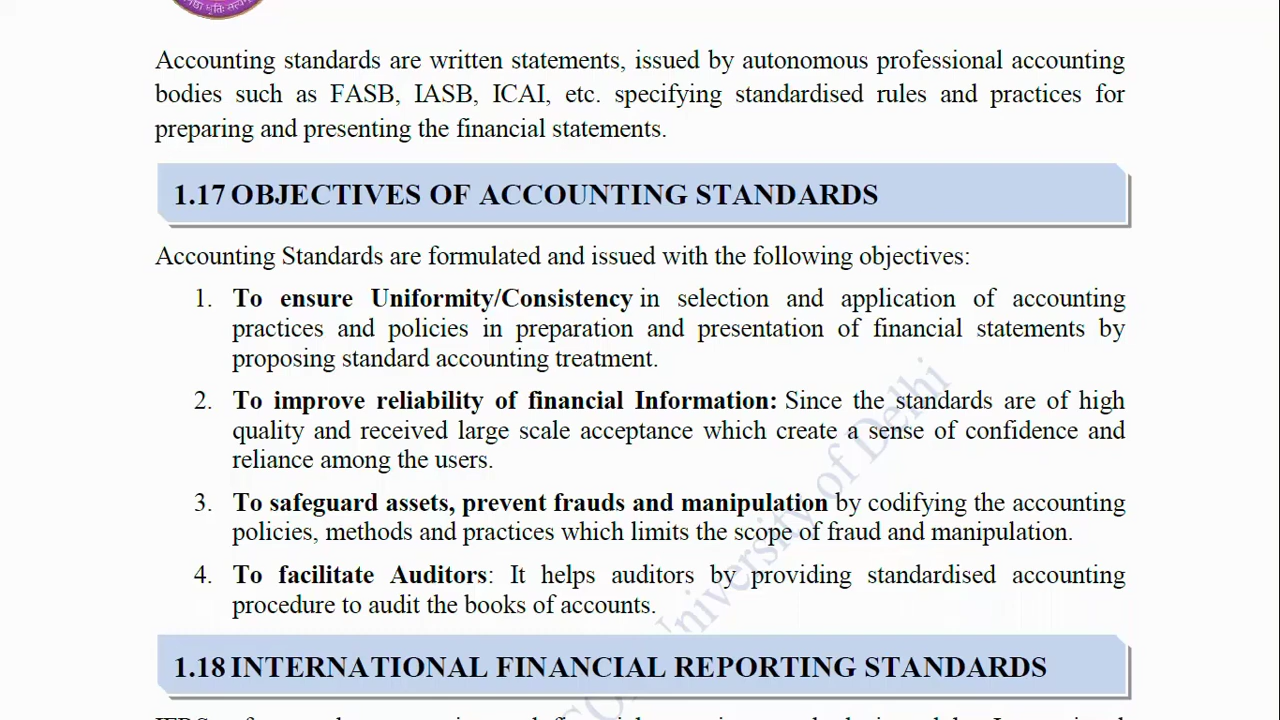 Accounting standards are written statements, issued by autonomous professional accounting
bodies such as FASB, IASB, ICAI, etc. specifying standardised rules and practices for
preparing and presenting the financial statements.
1.17 OBJECTIVES OF ACCOUNTING STANDARDS
Accounting Standards are formulated and issued with the following objectives:
1. To ensure Uniformity/Consistency in selection and application of accounting
practices and policies in preparation and presentation of financial statements by
proposing standard accounting treatment.
2. To improve reliability of financial Information: Since the standards are of high
quality and received large scale acceptance which create a sense of confidence and
reliance among the users.
3. To safeguard assets, prevent frauds and manipulation by codifying the accounting
policies, methods and practices which limits the scope of fraud and manipulation.
4. To facilitate Auditors: It helps auditors by providing standardised accounting
procedure to audit the books of accounts.
1.18 INTERNATIONAL FINANCIAL REPORTING STANDARDS
University of Delhi